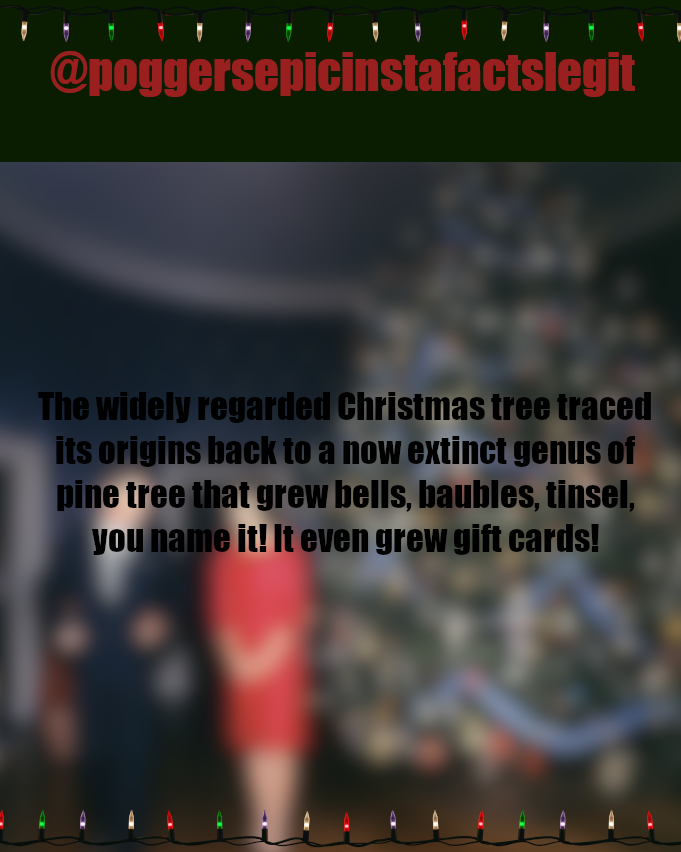 @poggersepicinstafactslegit
The widely regarded Christmas tree traced
its origins back to a now extinct genus of
pine tree that grew bells, baubles, tinsel,
you name it! It even grew gift cards!